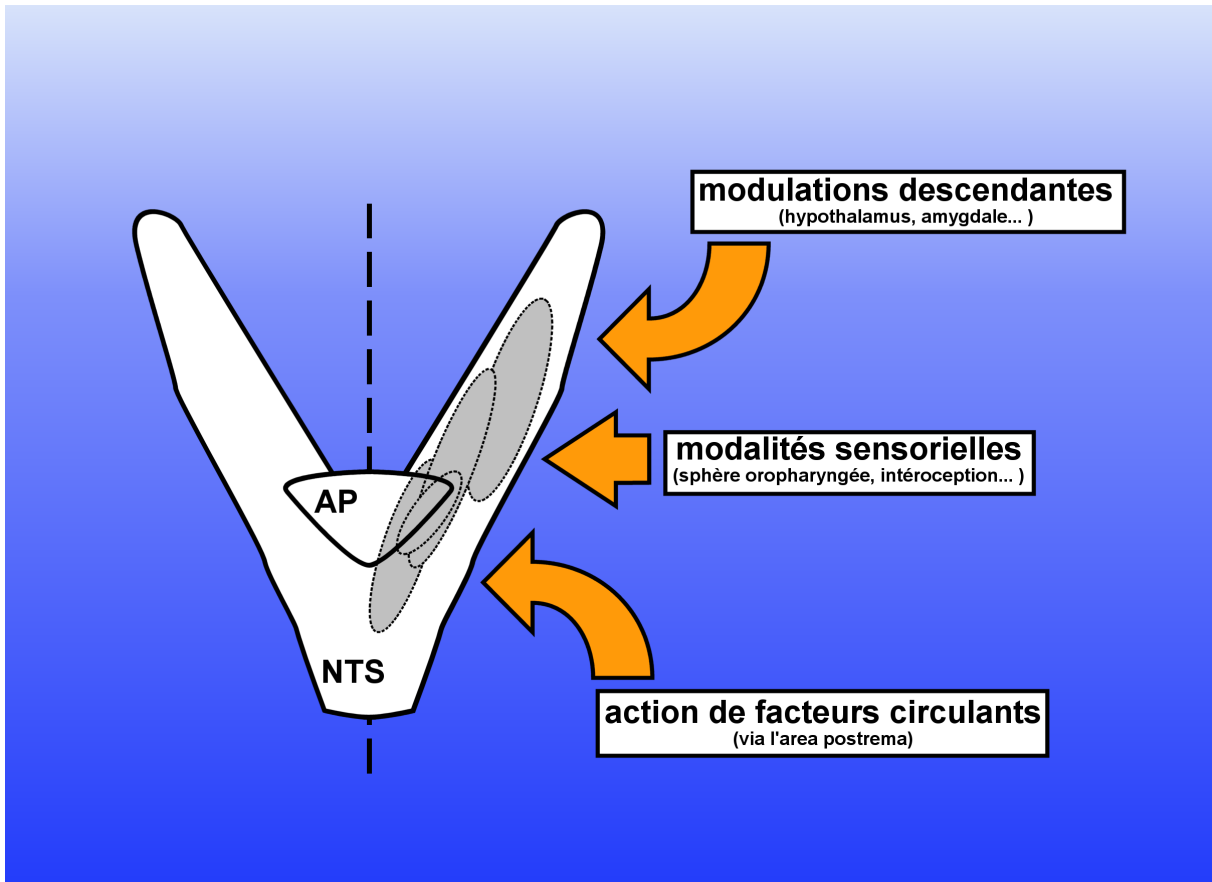 modulations descendantes
(hypothalamus, amygdale... )
modalités sensorielles
(sphère oropharyngée, intéroception... )
AP
NTS
action de facteurs circulants
(via l'area postrema)